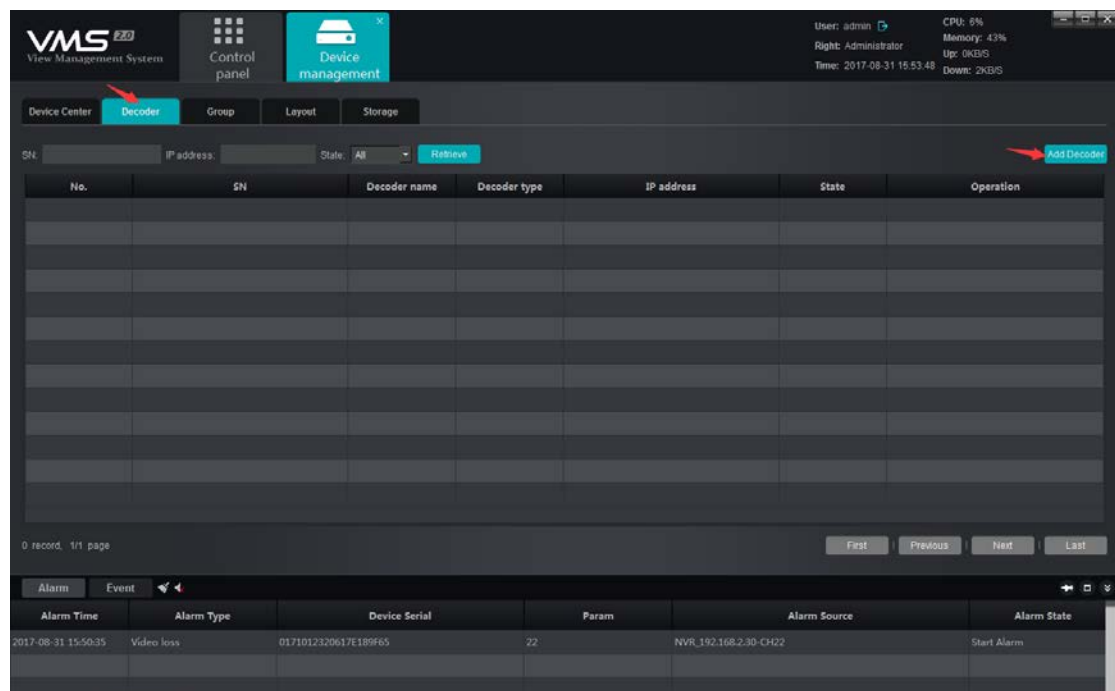 VMS 2.0
View Management System
Control
panel
Device
management
User: admin
Right: Administrator
Time: 2017-08-31 15:53:48
CPU: 6%
Memory: 43%
Up: 0KB/S
Down: 2KB/S
Device Center Decoder Group Layout Storage
SN: IP address: State: All Retrieve Add Decoder
No. SN Decoder name Decoder type IP address State Operation
0 record, 1/1 page First Previous Next Last
Alarm Event
Alarm Time Alarm Type Device Serial Param Alarm Source Alarm State
2017-08-31 15:50:35 Video loss 0171012320617E189F65 22 NVR_192.168.2.30-CH22 Start Alarm